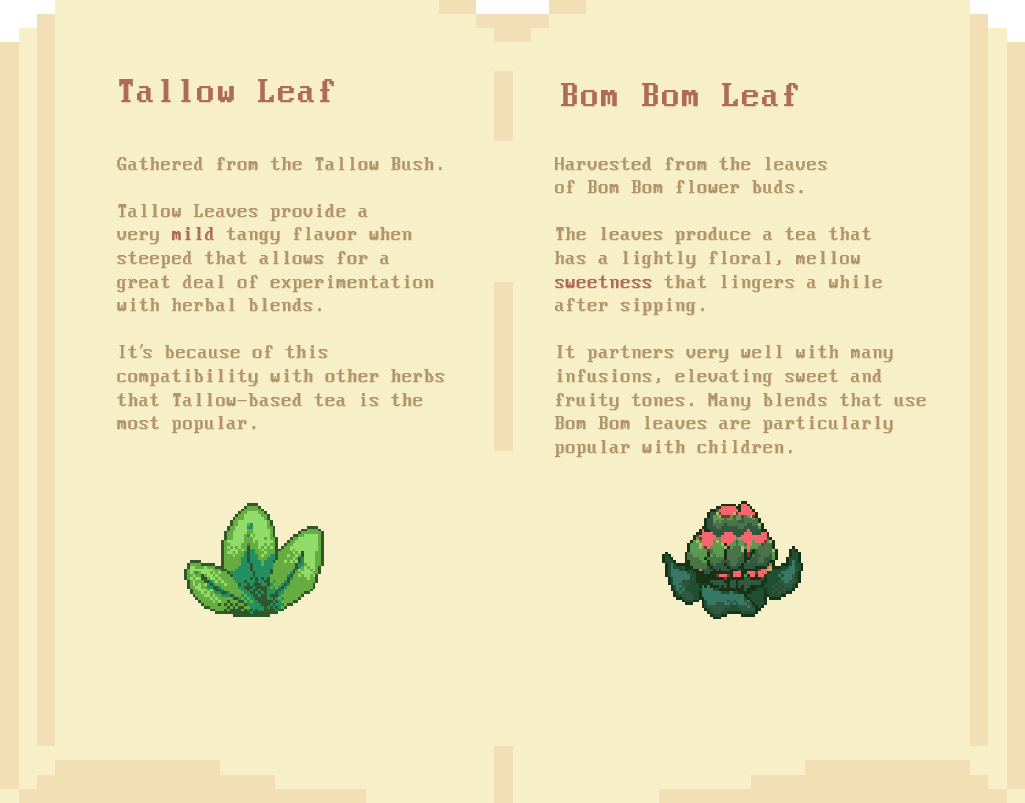 Tallow Leaf
Gathered from the Tallow Bush.
Tallow Leaves provide a
very mild tangy flavor when
steeped that allows for a
great deal of experimentation
with herbal blends.
It's because of this
compatibility with other herbs
that Tallow-based tea is the
most popular.
Bom Bom Leaf
Harvested from the leaves
of Bom Bom flower buds.
The leaves produce a tea that
has a lightly floral, mellow
sweetness that lingers a while
after sipping.
It partners very well with many
infusions, elevating sweet and
fruity tones. Many blends that use
Bom Bom leaves are particularly
popular with children.